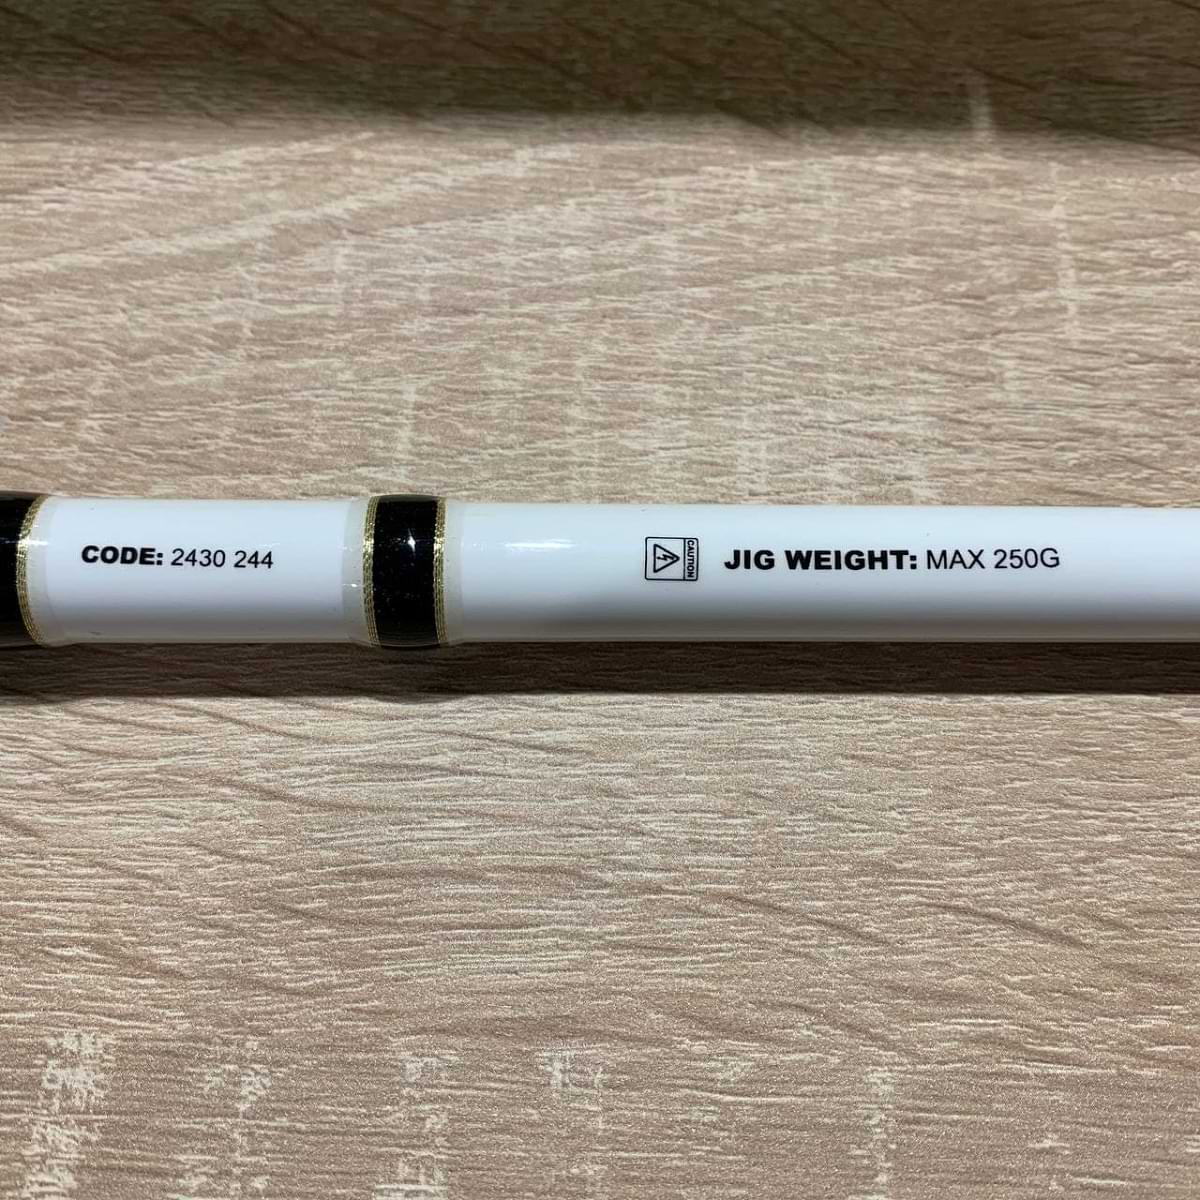 CODE: 2430 244
CAUTION
JIG WEIGHT: MAX 250G